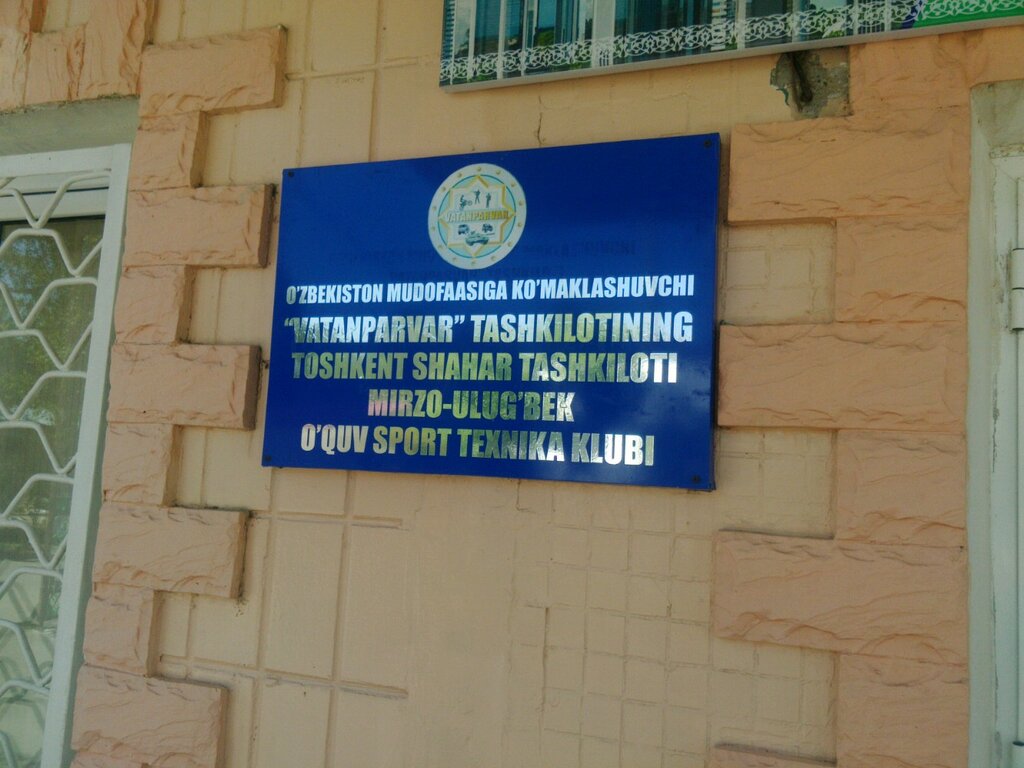 VATANPARVAR
O'ZBEKISTON MUDOFAASIGA KO'MAKLASHUVCHI
"VATANPARVAR" TASHKILOTINING
TOSHKENT SHAHAR TASHKILOTI
MIRZO-ULUG'BEK
O'QUV SPORT TEXNIKA KLUBI